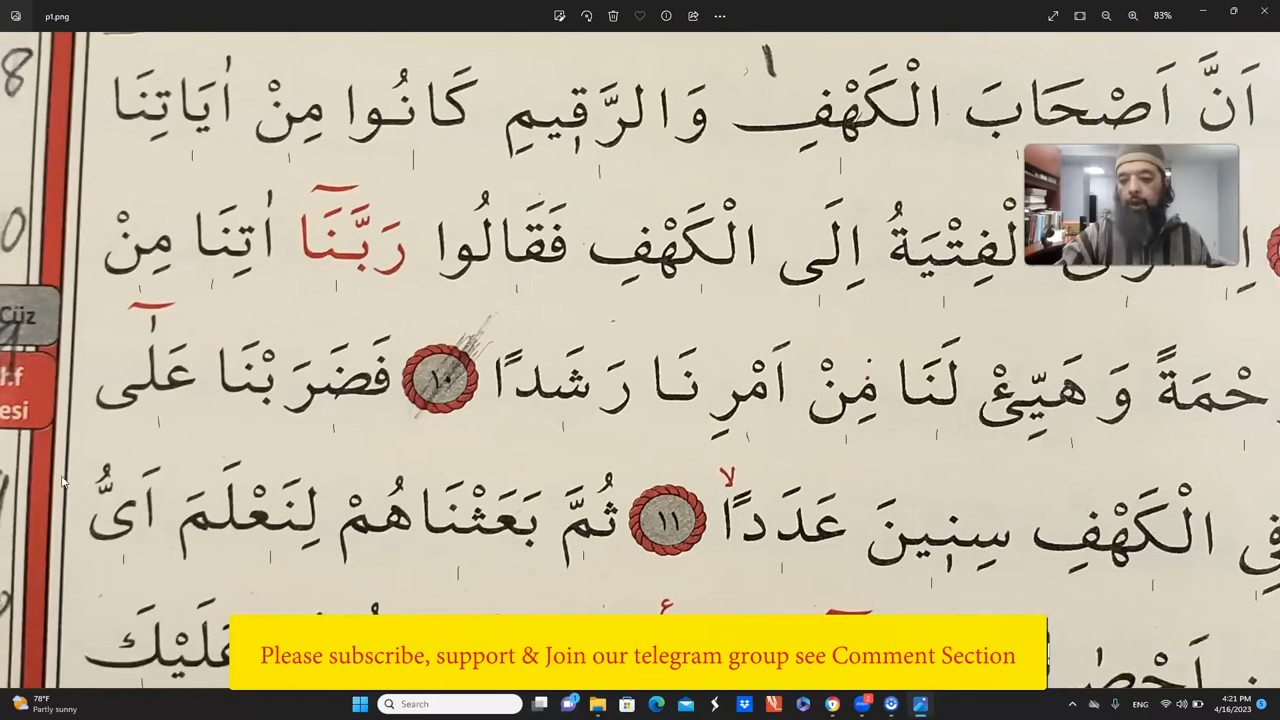 p1.png
83%
اَنَّ اَصْحَابَ الْكَهْفِ وَالرَّقٖيمِ كَانُوا مِنْ اٰيَاتِنَا
الْفِتْيَةُ اِلَى الْكَهْفِ فَقَالُوا رَبَّنَٓا اٰتِنَا مِنْ
Cüz
حْمَةً وَهَيِّئْ لَنَا مِنْ اَمْرِنَا رَشَدًا ١٠ فَضَرَبْنَا عَلٰٓى
esi
فِي الْكَهْفِ سِنٖينَ عَدَدًاۙ ١١ ثُمَّ بَعَثْنَاهُمْ لِنَعْلَمَ اَىُّ
عَلَيْكَ
Please subscribe, support & Join our telegram group see Comment Section
78°F
Partly sunny
Search
ENG
4:21 PM
4/16/2023